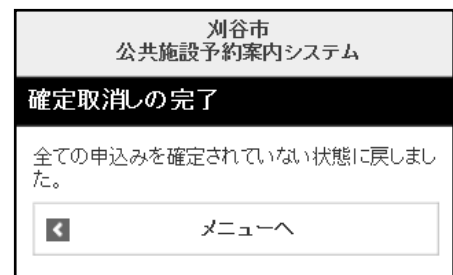 刈谷市
公共施設予約案内システム
確定取消しの完了
全ての申込みを確定されていない状態に戻しまし
た。
メニューへ